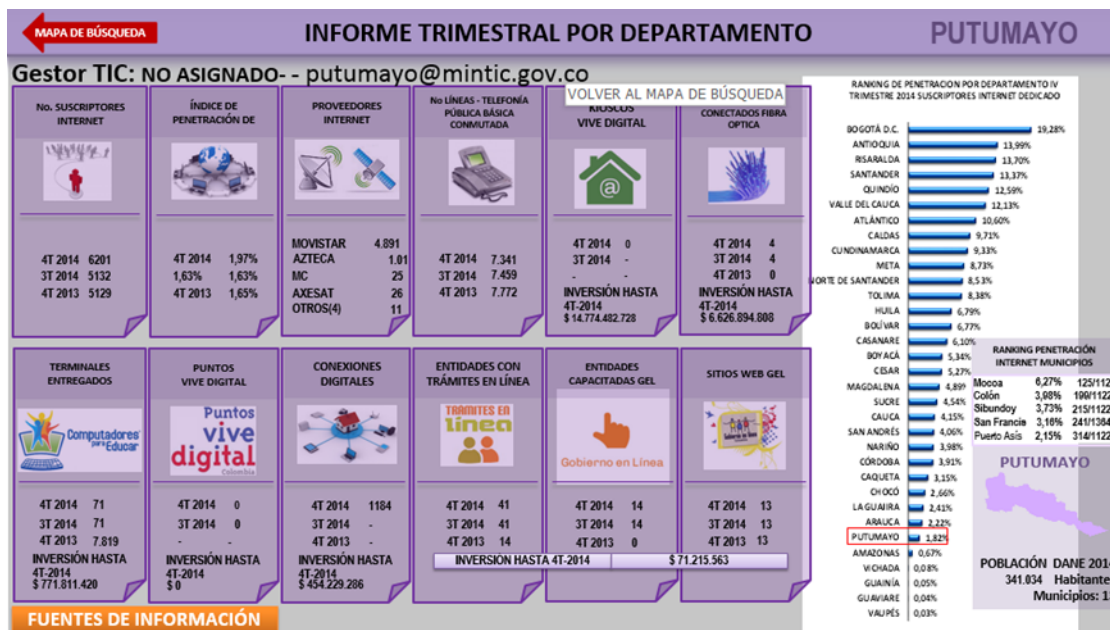 MAPA DE BÚSQUEDA
INFORME TRIMESTRAL POR DEPARTAMENTO
PUTUMAYO
Gestor TIC: NO ASIGNADO- - putumayo@mintic.gov.co
VOLVER AL MAPA DE BÚSQUEDA
No. SUSCRIPTORES
INTERNET
4T 2014 6201
3T 2014 5132
4T 2013 5129
ÍNDICE DE
PENETRACIÓN DE
4T 2014 1,97%
1,63% 1,63%
4T 2013 1,65%
PROVEEDORES
INTERNET
MOVISTAR 4.891
AZTECA 1.01
MC 25
AXESAT 26
OTROS(4) 11
No LÍNEAS - TELEFONÍA
PÚBLICA BÁSICA
CONMUTADA
4T 2014 7.341
3T 2014 7.459
4T 2013 7.772
KIOSCOS
VIVE DIGITAL
4T 2014 0
3T 2014 -
- -
INVERSIÓN HASTA
4T-2014
$ 14.774.482.728
CONECTADOS FIBRA
OPTICA
4T 2014 4
3T 2014 4
4T 2013 0
INVERSIÓN HASTA
4T-2014
$ 6.626.894.808
TERMINALES
ENTREGADOS
Computadores
para Educar
4T 2014 71
3T 2014 71
4T 2013 7.819
INVERSIÓN HASTA
4T-2014
$ 771.811.420
PUNTOS
VIVE DIGITAL
Puntos
vive
digital
Colombia
4T 2014 0
3T 2014 0
- -
INVERSIÓN HASTA
4T-2014
$ 0
CONEXIONES
DIGITALES
4T 2014 1184
3T 2014 -
4T 2013 -
INVERSIÓN HASTA
4T-2014
$ 454.229.286
ENTIDADES CON
TRÁMITES EN LÍNEA
TRÁMITES EN
línea
4T 2014 41
3T 2014 41
4T 2013 14
ENTIDADES
CAPACITADAS GEL
Gobierno en Línea
4T 2014 14
3T 2014 14
4T 2013 0
SITIOS WEB GEL
4T 2014 13
3T 2014 13
4T 2013 13
INVERSIÓN HASTA 4T-2014 $ 71.215.563
FUENTES DE INFORMACIÓN
RANKING DE PENETRACION POR DEPARTAMENTO IV
TRIMESTRE 2014 SUSCRIPTORES INTERNET DEDICADO
BOGOTÁ D.C. 19,28%
ANTIOQUIA 13,99%
RISARALDA 13,70%
SANTANDER 13,37%
QUINDÍO 12,59%
VALLE DEL CAUCA 12,13%
ATLÁNTICO 10,60%
CALDAS 9,71%
CUNDINAMARCA 9,33%
META 8,73%
NORTE DE SANTANDER 8,53%
TOLIMA 8,38%
HUILA 6,79%
BOLÍVAR 6,77%
CASANARE 6,10%
BOYACÁ 5,34%
CESAR 5,27%
MAGDALENA 4,89%
SUCRE 4,54%
CAUCA 4,15%
SAN ANDRÉS 4,06%
NARIÑO 3,98%
CÓRDOBA 3,91%
CAQUETA 3,15%
CHOCÓ 2,66%
LA GUAJIRA 2,41%
ARAUCA 2,22%
PUTUMAYO 1,82%
AMAZONAS 0,67%
VICHADA 0,08%
GUAINÍA 0,05%
GUAVIARE 0,04%
VAUPÉS 0,03%
RANKING PENETRACIÓN
INTERNET MUNICIPIOS
Mocoa 6,27% 125/112
Colón 3,98% 199/1122
Sibundoy 3,73% 215/1122
San Francis 3,16% 241/1364
Puerto Asís 2,15% 314/1122
PUTUMAYO
POBLACIÓN DANE 2014
341.034 Habitante
Municipios: 13